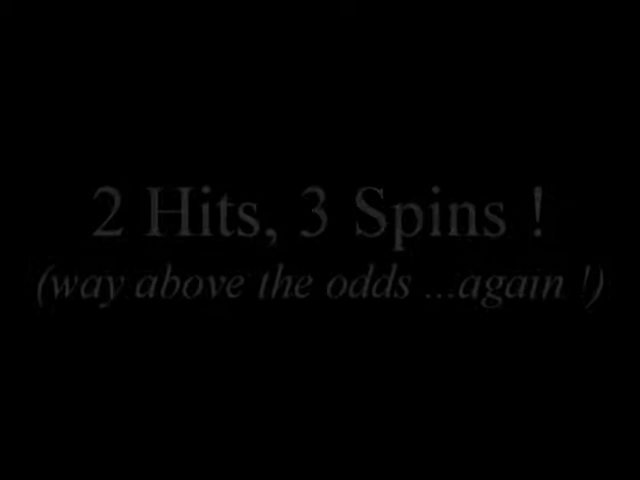 2 Hits, 3 Spins !
(way above the odds ...again !)